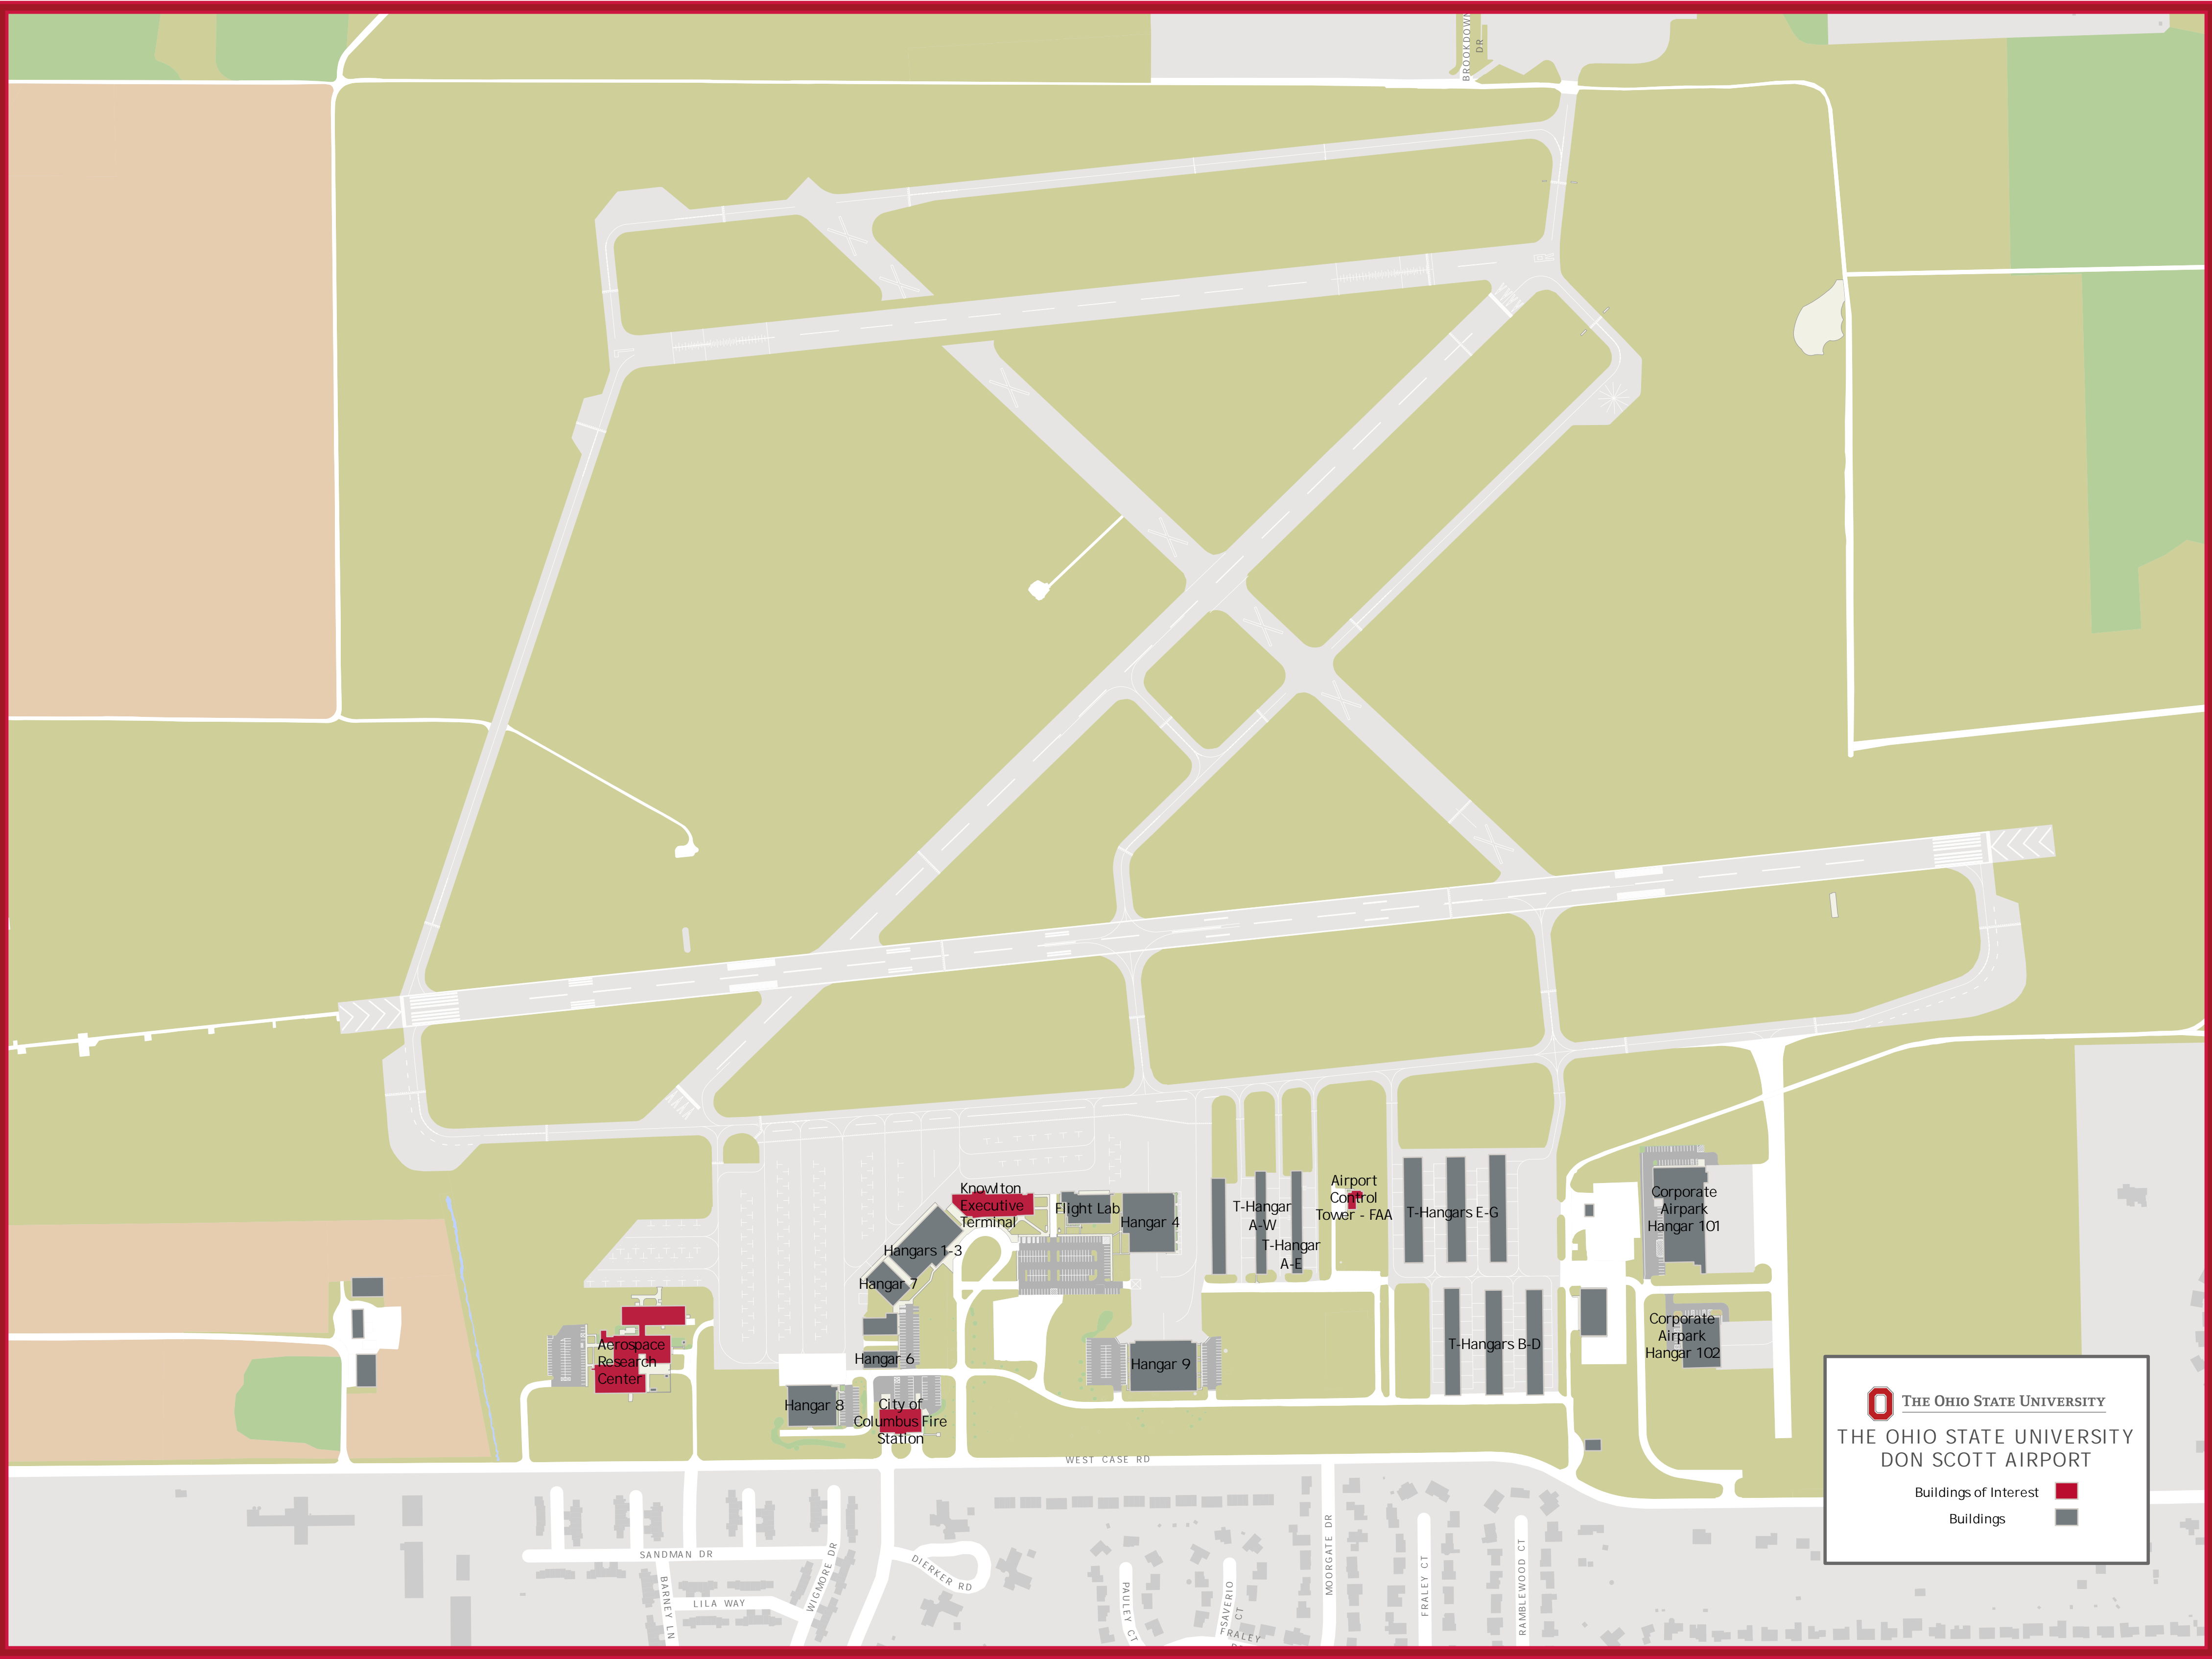 BROOKDOWN
DR
Knowlton
Executive
Terminal
Flight Lab
Hangar 4
Hangars 1-3
Hangar 7
T-Hangar
A-W
T-Hangar
A-E
Airport
Control
Tower - FAA
T-Hangars E-G
Corporate
Airpark
Hangar 101
Aerospace
Research
Center
Hangar 6
Hangar 9
T-Hangars B-D
Corporate
Airpark
Hangar 102
Hangar 8
City of
Columbus Fire
Station
WEST CASE RD
SANDMAN DR
BARNEY LN
LILA WAY
WIGMORE DR
DIERKER RD
PAULEY CT
SAVERIO
CT
FRALEY
MOORGATE DR
FRALEY CT
RAMBLEWOOD CT
THE OHIO STATE UNIVERSITY
THE OHIO STATE UNIVERSITY
DON SCOTT AIRPORT
Buildings of Interest
Buildings